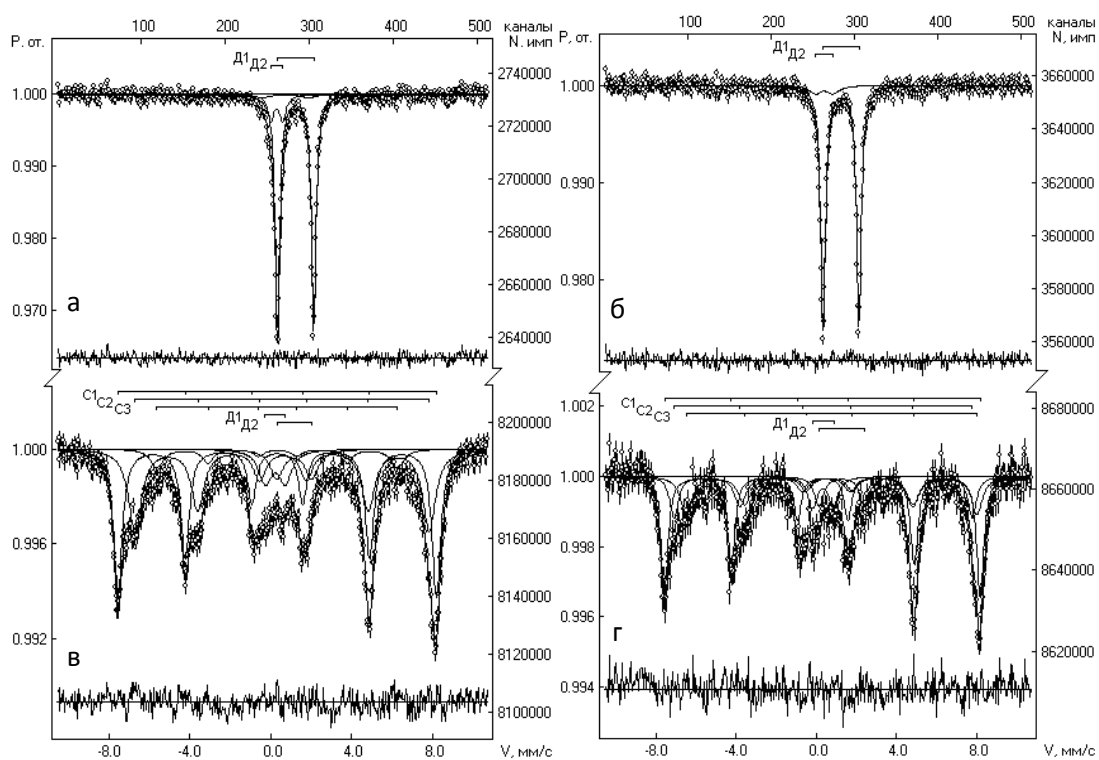 100 200 300 400 500 каналы
Р. от. N. имп
Д1
Д2
2740000
1.000
2720000
0.990
2700000
0.980
2680000
2660000
0.970
а
2640000
100 200 300 400 500 каналы
Р, от. N, имп
Д1
Д2
3660000
1.000
3640000
0.990
3620000
3600000
0.980
3580000
б
3560000
С1
С2
С3
Д1
Д2
8200000
1.000
8180000
0.996
8160000
8140000
0.992
8120000
в
8100000
-8.0 -4.0 0.0 4.0 8.0 V, мм/с
1.002
С1
С2
С3
Д1
Д2
8680000
1.000
8660000
0.998
8640000
0.996
г
8620000
0.994
-8.0 -4.0 0.0 4.0 8.0 V, мм/с